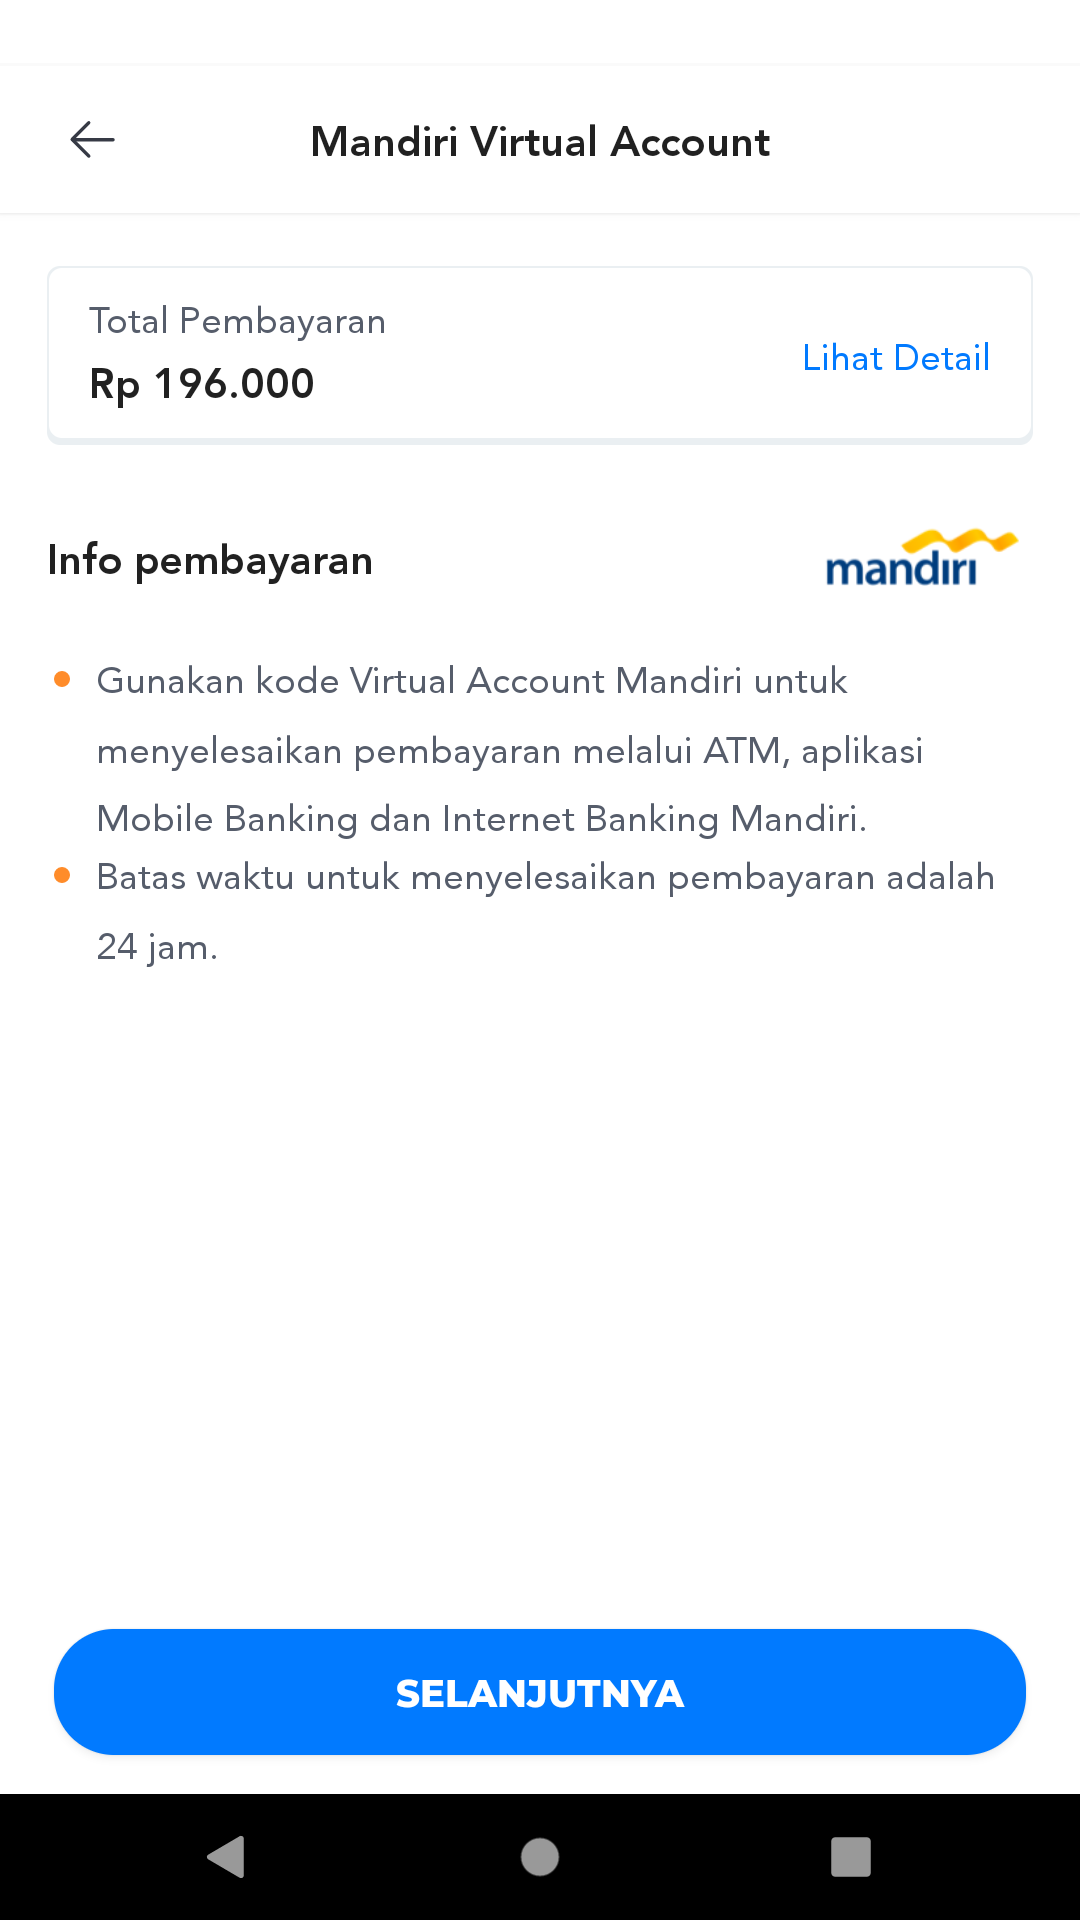 Mandiri Virtual Account
Total Pembayaran
Rp 196.000
Lihat Detail
Info pembayaran
mandiri
Gunakan kode Virtual Account Mandiri untuk
menyelesaikan pembayaran melalui ATM, aplikasi
Mobile Banking dan Internet Banking Mandiri.
Batas waktu untuk menyelesaikan pembayaran adalah
24 jam.
SELANJUTNYA